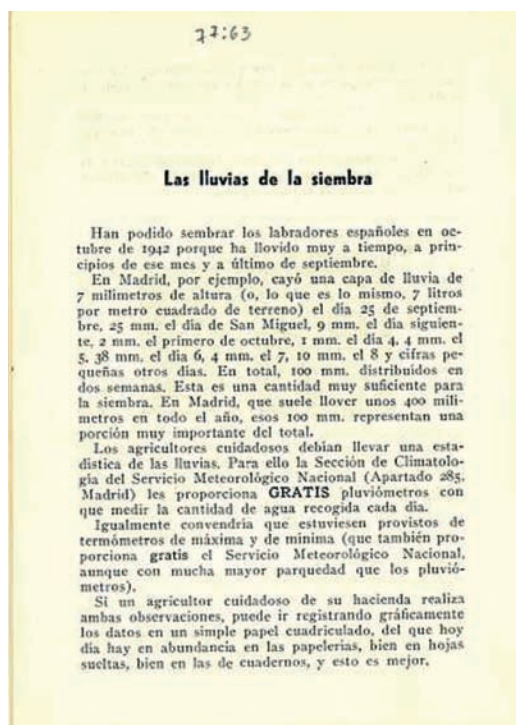 77:63
Las lluvias de la siembra
Han podido sembrar los labradores españoles en oc-
tubre de 1942 porque ha llovido muy a tiempo, a prin-
cipios de ese mes y a último de septiembre.
En Madrid, por ejemplo, cayó una capa de lluvia de
7 milímetros de altura (o, lo que es lo mismo, 7 litros
por metro cuadrado de terreno) el día 25 de septiem-
bre, 25 mm. el día de San Miguel, 9 mm. el día siguien-
te, 2 mm. el primero de octubre, 1 mm. el día 4, 4 mm. el
5, 38 mm. el día 6, 4 mm. el 7, 10 mm. el 8 y cifras pe-
queñas otros días. En total, 100 mm. distribuídos en
dos semanas. Esta es una cantidad muy suficiente para
la siembra. En Madrid, que suele llover unos 400 milí-
metros en todo el año, esos 100 mm. representan una
porción muy importante del total.
Los agricultores cuidadosos debían llevar una esta-
dística de las lluvias. Para ello la Sección de Climatolo-
gía del Servicio Meteorológico Nacional (Apartado 285,
Madrid) les proporciona GRATIS pluviómetros con
que medir la cantidad de agua recogida cada día.
Igualmente convendría que estuviesen provistos de
termómetros de máxima y de mínima (que también pro-
porciona gratis el Servicio Meteorológico Nacional,
aunque con mucha mayor parquedad que los pluvió-
metros).
Si un agricultor cuidadoso de su hacienda realiza
ambas observaciones, puede ir registrando gráficamente
los datos en un simple papel cuadriculado, del que hoy
día hay en abundancia en las papelerías, bien en hojas
sueltas, bien en las de cuadernos, y esto es mejor.